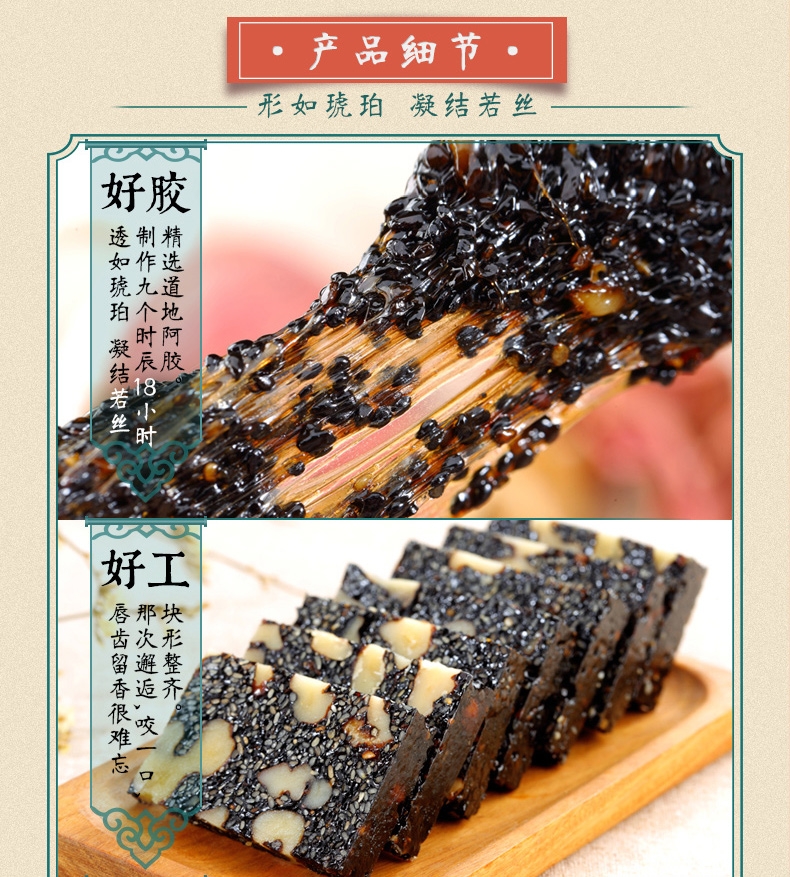 ·产品细节·
形如琥珀 凝结若丝
好胶
精选道地阿胶。
制作九个时辰18小时
透如琥珀 凝结若丝
好工
块形整齐。
那次邂逅、咬一口
唇齿留香很难忘